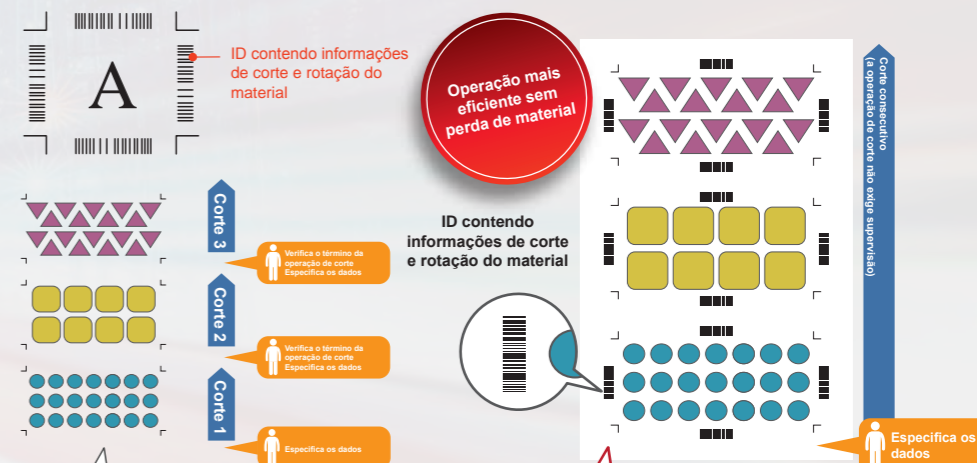 ID contendo informações
de corte e rotação do
material
A
Operação mais
eficiente sem
perda de material
Corte 3
Verifica o término da
operação de corte
Especifica os dados
Corte 2
Verifica o término da
operação de corte
Especifica os dados
Corte 1
Especifica os dados
ID contendo
informações de corte
e rotação do material
Corte consecutivo
(a operação de corte não exige supervisão)
Especifica os
dados